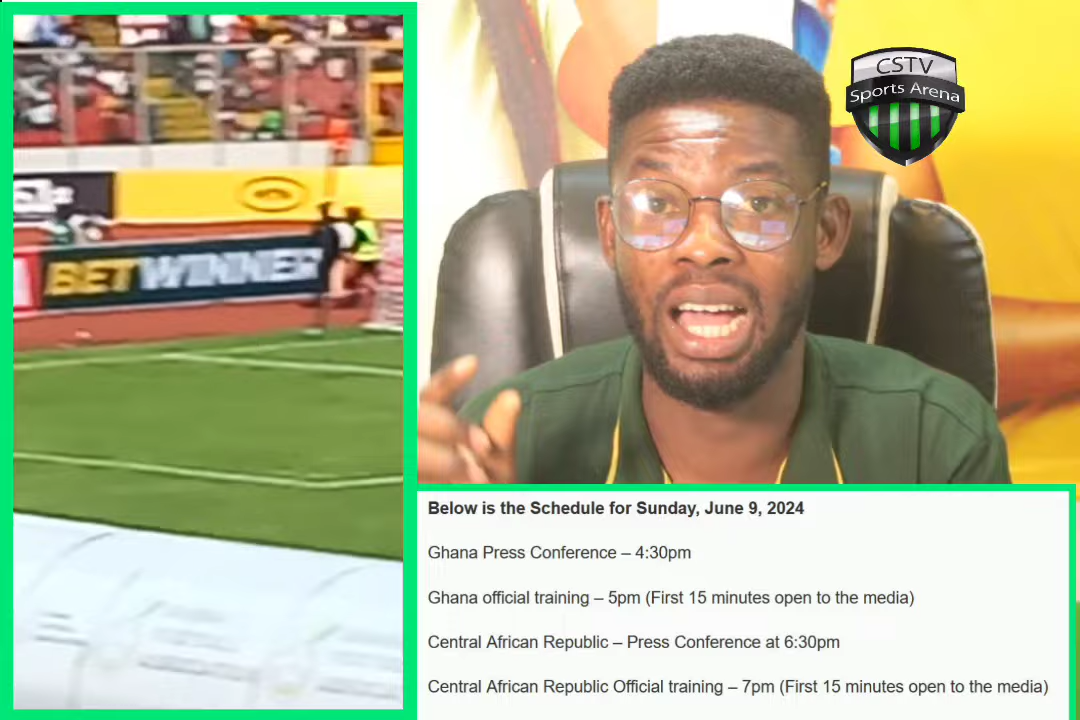 CSTV
Sports Arena
BETWINNER
Below is the Schedule for Sunday, June 9, 2024
Ghana Press Conference – 4:30pm
Ghana official training – 5pm (First 15 minutes open to the media)
Central African Republic – Press Conference at 6:30pm
Central African Republic Official training – 7pm (First 15 minutes open to the media)